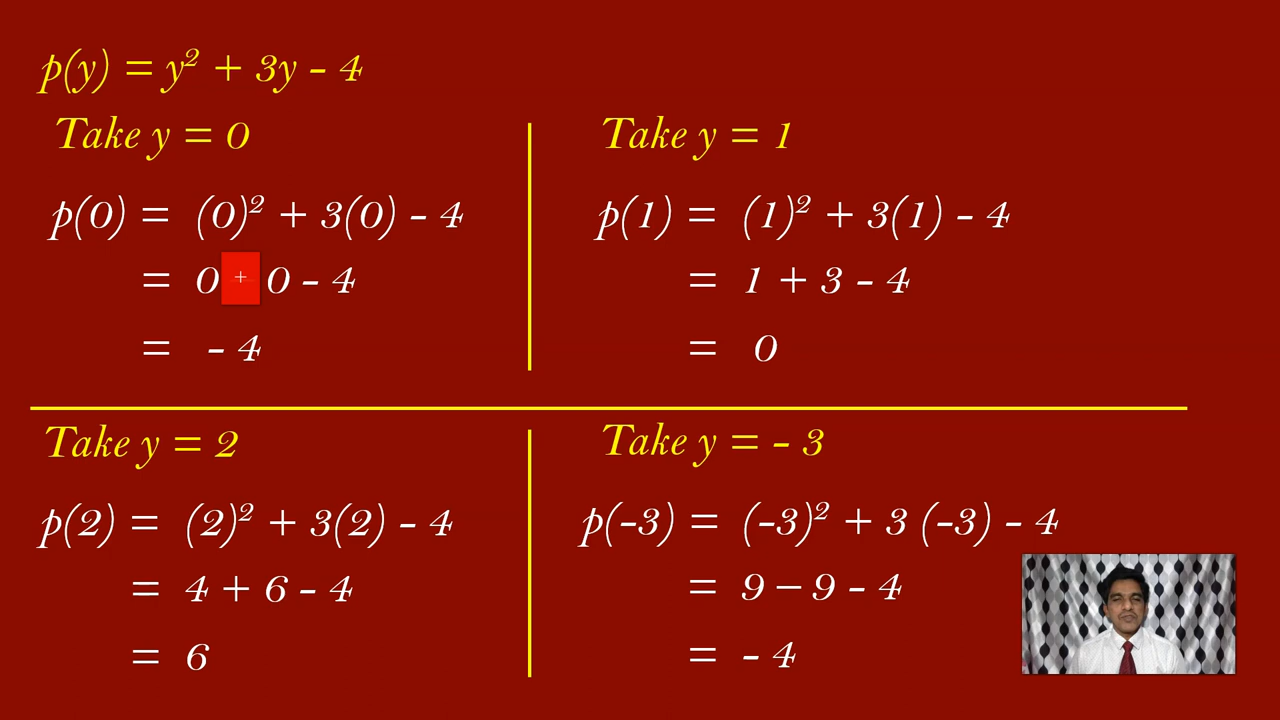 p(y) = y² + 3y - 4
Take y = 0
p(0) = (0)² + 3(0) - 4
= 0 + 0 - 4
= - 4
Take y = 1
p(1) = (1)² + 3(1) - 4
= 1 + 3 - 4
= 0
Take y = 2
p(2) = (2)² + 3(2) - 4
= 4 + 6 - 4
= 6
Take y = - 3
p(-3) = (-3)² + 3 (-3) - 4
= 9 – 9 - 4
= - 4